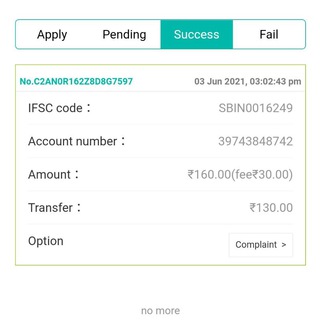 Apply Pending Success Fail
No.C2AN0R162Z8D8G7597 03 Jun 2021, 03:02:43 pm
IFSC code： SBIN0016249
Account number： 39743848742
Amount： ₹160.00(fee₹30.00)
Transfer： ₹130.00
Option Complaint >
no more